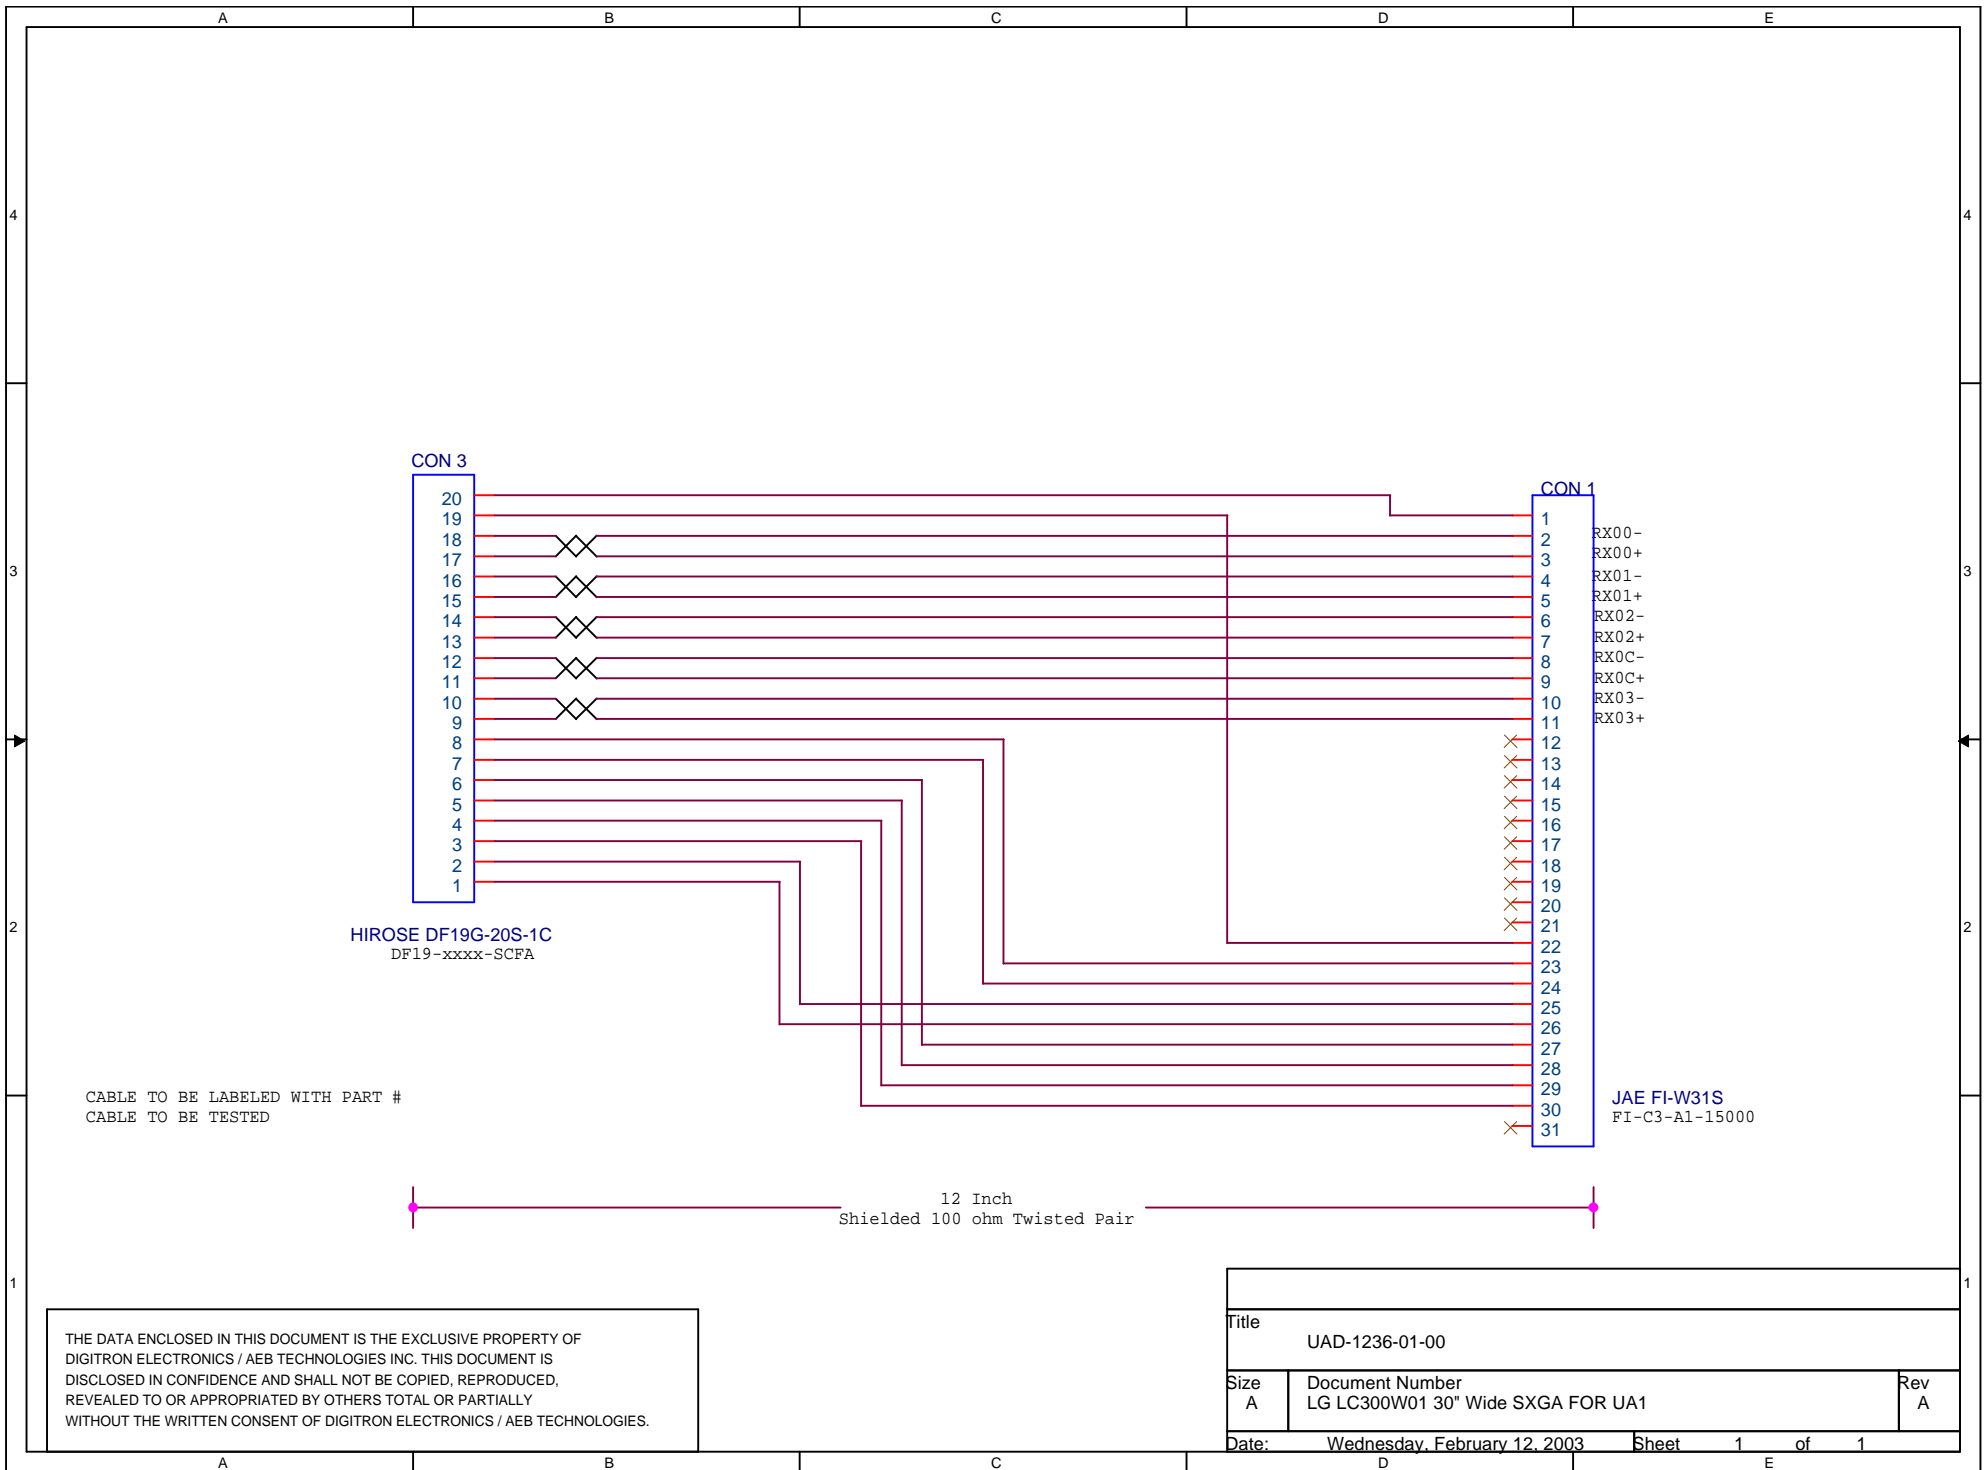 A B C D E
4 4
CON 3
CON 1
20
19
18
17
16
15
14
13
12
11
10
9
8
7
6
5
4
3
2
1
1
2 RX00-
3 RX00+
4 RX01-
5 RX01+
6 RX02-
7 RX02+
8 RX0C-
9 RX0C+
10 RX03-
11 RX03+
12
13
14
15
16
17
18
19
20
21
22
23
24
25
26
27
28
29
30
31
3 3
HIROSE DF19G-20S-1C
DF19-xxxx-SCFA
2 2
CABLE TO BE LABELED WITH PART #
CABLE TO BE TESTED
JAE FI-W31S
FI-C3-A1-15000
12 Inch
Shielded 100 ohm Twisted Pair
1 1
THE DATA ENCLOSED IN THIS DOCUMENT IS THE EXCLUSIVE PROPERTY OF
DIGITRON ELECTRONICS / AEB TECHNOLOGIES INC. THIS DOCUMENT IS
DISCLOSED IN CONFIDENCE AND SHALL NOT BE COPIED, REPRODUCED,
REVEALED TO OR APPROPRIATED BY OTHERS TOTAL OR PARTIALLY
WITHOUT THE WRITTEN CONSENT OF DIGITRON ELECTRONICS / AEB TECHNOLOGIES.
Title
UAD-1236-01-00
Size Document Number Rev
A LG LC300W01 30" Wide SXGA FOR UA1 A
Date: Wednesday, February 12, 2003 Sheet 1 of 1
A B C D E